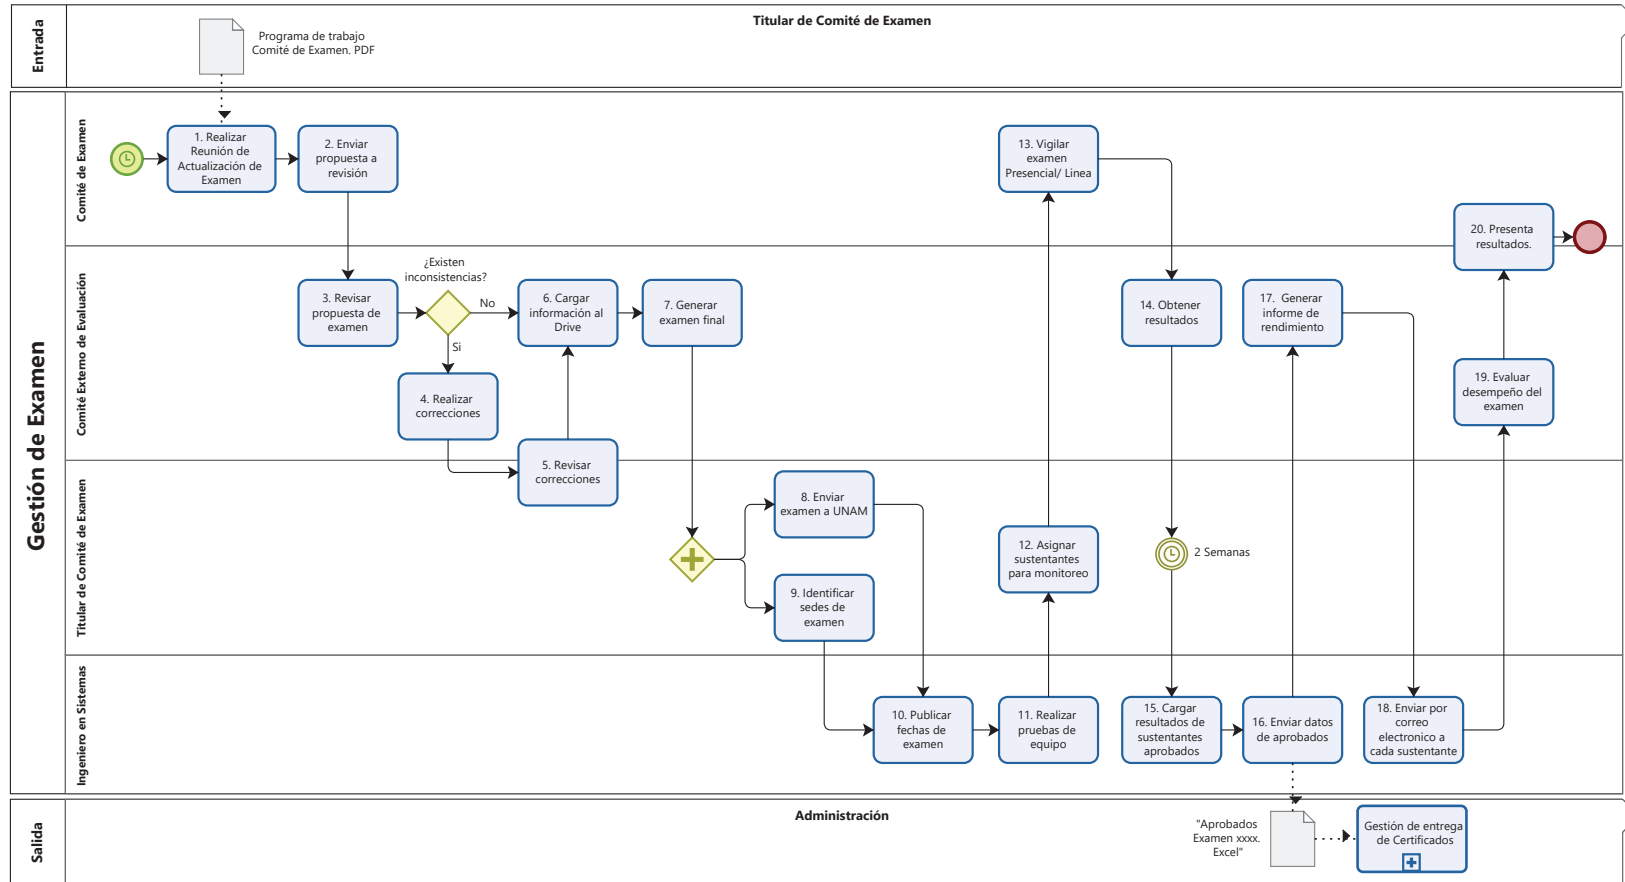 Titular de Comité de Examen
Entrada
Programa de trabajo
Comité de Examen. PDF
Gestión de Examen
Comité de Examen
1. Realizar
Reunión de
Actualización de
Examen
2. Enviar
propuesta a
revisión
13. Vigilar
examen
Presencial/ Linea
20. Presenta
resultados.
Comité Externo de Evaluación
3. Revisar
propuesta de
examen
¿Existen
inconsistencias?
No
Si
4. Realizar
correcciones
5. Revisar
correcciones
6. Cargar
información al
Drive
7. Generar
examen final
14. Obtener
resultados
17. Generar
informe de
rendimiento
19. Evaluar
desempeño del
examen
Titular de Comité de Examen
8. Enviar
examen a UNAM
9. Identificar
sedes de
examen
12. Asignar
sustentantes
para monitoreo
2 Semanas
Ingeniero en Sistemas
10. Publicar
fechas de
examen
11. Realizar
pruebas de
equipo
15. Cargar
resultados de
sustentantes
aprobados
16. Enviar datos
de aprobados
18. Enviar por
correo
electronico a
cada sustentante
Administración
Salida
"Aprobados
Examen xxxx.
Excel"
Gestión de entrega
de Certificados